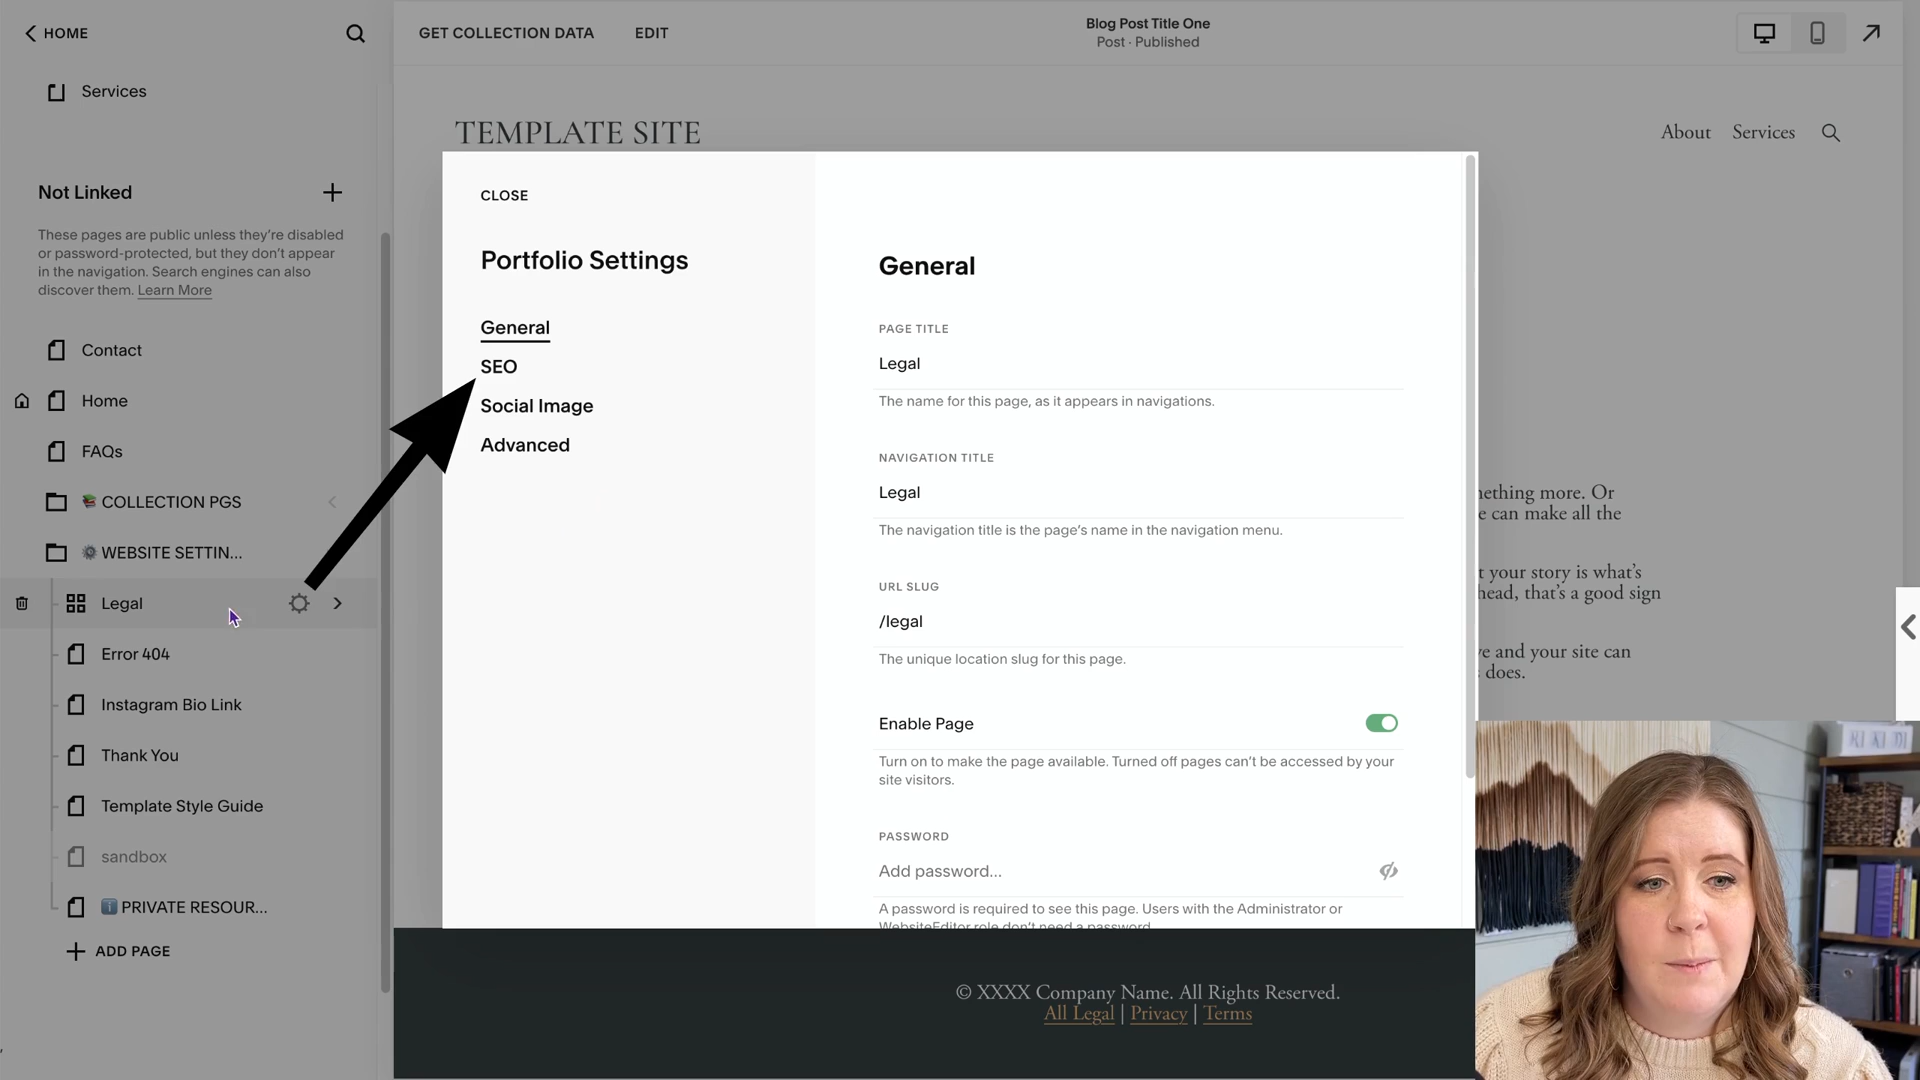 HOME
GET COLLECTION DATA
EDIT
Blog Post Title One
Post · Published
Services
TEMPLATE SITE
About
Services
Not Linked
These pages are public unless they're disabled
or password-protected, but they don't appear
in the navigation. Search engines can also
discover them. Learn More
Contact
Home
FAQs
COLLECTION PGS
WEBSITE SETTIN...
Legal
Error 404
Instagram Bio Link
Thank You
Template Style Guide
sandbox
PRIVATE RESOUR...
ADD PAGE
CLOSE
Portfolio Settings
General
SEO
Social Image
Advanced
General
PAGE TITLE
Legal
The name for this page, as it appears in navigations.
NAVIGATION TITLE
Legal
The navigation title is the page's name in the navigation menu.
URL SLUG
/legal
The unique location slug for this page.
Enable Page
Turn on to make the page available. Turned off pages can't be accessed by your
site visitors.
PASSWORD
Add password...
A password is required to see this page. Users with the Administrator or
WebsiteEditor role don't need a password.
more. Or
can make all the
your story is what's
that's a good sign
and your site can
does.
© XXXX Company Name. All Rights Reserved.
All Legal | Privacy | Terms